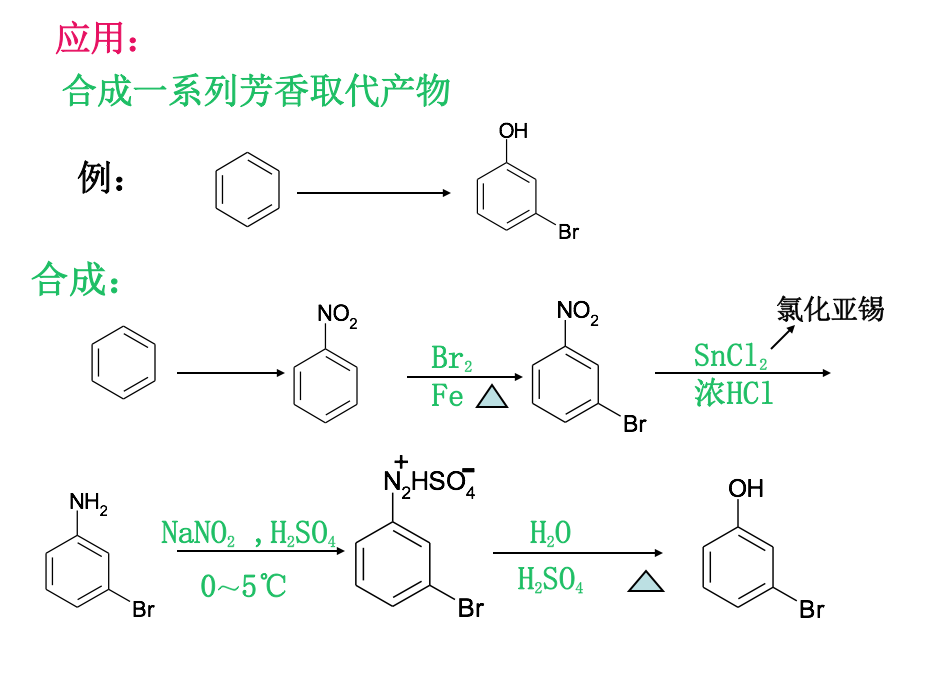 应用：
合成一系列芳香取代产物
例：
OH
Br
合成：
NO2
NO2
氯化亚锡
Br2
SnCl2
Fe
浓HCl
Br
NH2
+
N2HSO4-
OH
NaNO2 ,H2SO4
H2O
0～5℃
H2SO4
Br
Br
Br